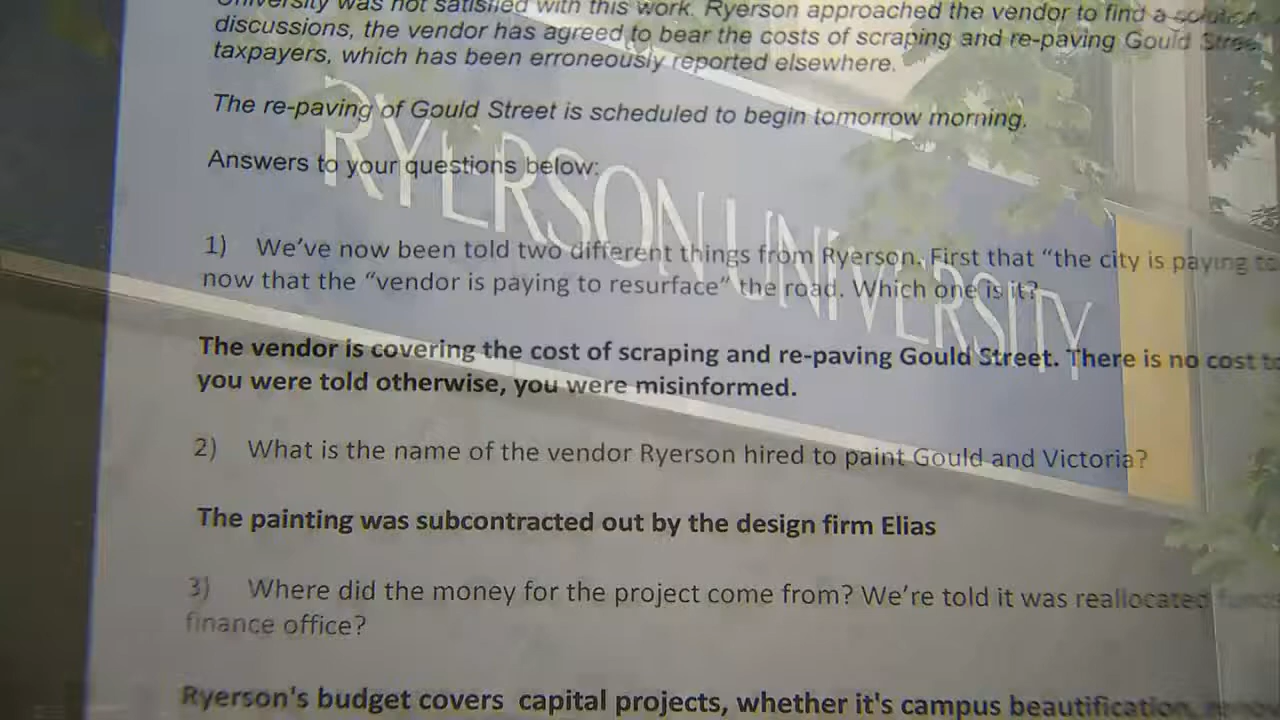 University was not satisfied with this work. Ryerson approached the vendor to find a solution
discussions, the vendor has agreed to bear the costs of scraping and re-paving Gould Street
taxpayers, which has been erroneously reported elsewhere.
The re-paving of Gould Street is scheduled to begin tomorrow morning.
Answers to your questions below:
RYERSON UNIVERSITY
1) We've now been told two different things from Ryerson. First that "the city is paying to
now that the "vendor is paying to resurface" the road. Which one is it?
The vendor is covering the cost of scraping and re-paving Gould Street. There is no cost to
you were told otherwise, you were misinformed.
2) What is the name of the vendor Ryerson hired to paint Gould and Victoria?
The painting was subcontracted out by the design firm Elias
3) Where did the money for the project come from? We're told it was reallocated
finance office?
Ryerson's budget covers capital projects, whether it's campus beautification,